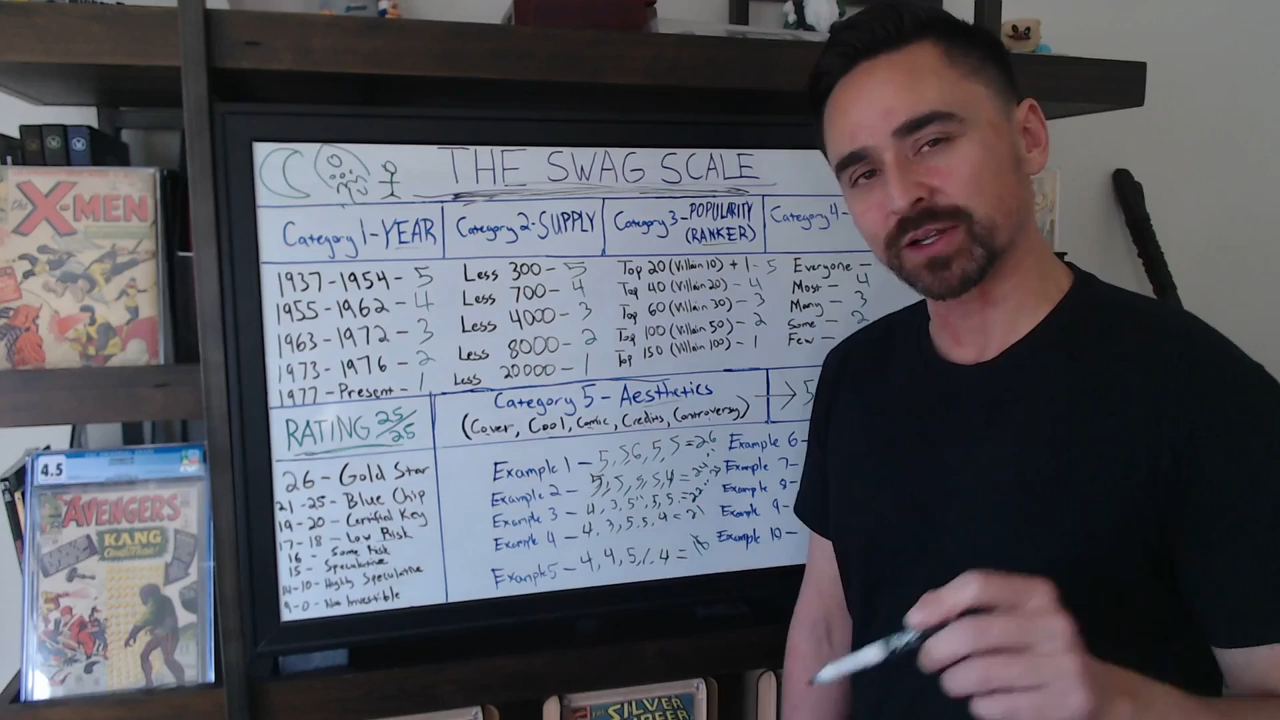 THE SWAG SCALE
Category 1-YEAR
1937-1954 - 5
1955-1962 - 4
1963-1972 - 3
1973-1976 - 2
1977-Present - 1
Category 2-SUPPLY
Less 300 - 5
Less 700 - 4
Less 4000 - 3
Less 8000 - 2
Less 20000 - 1
Category 3-POPULARITY
(RANKER)
Top 20 (Villain 10) + 1 - 5
Top 40 (Villain 20) - 4
Top 60 (Villain 30) - 3
Top 100 (Villain 50) - 2
Top 150 (Villain 100) - 1
Category 4-
Everyone -
Most - 4
Many - 3
Some - 2
Few -
RATING 25/25
26 - Gold Star
21-25 - Blue Chip
19-20 - Certified Key
17-18 - Low Risk
16 - Some Risk
15 - Speculative
14-10 - Highly Speculative
9-0 - Non Investible
Category 5 - Aesthetics
(Cover, Cool, Comic, Credits, Controversy)
→ 5
Example 1 - 5,5,6,5,5 = 26
Example 2 -
Example 3 - 4,3,5,5,5
Example 4 - 4,3,5,5,4 = 21
Example 5 - 4,4,5,1,4 =
Example 6-
Example 7-
Example 8-
Example 9-
Example 10-
the X-MEN
4.5
AVENGERS
KANG
SILVER